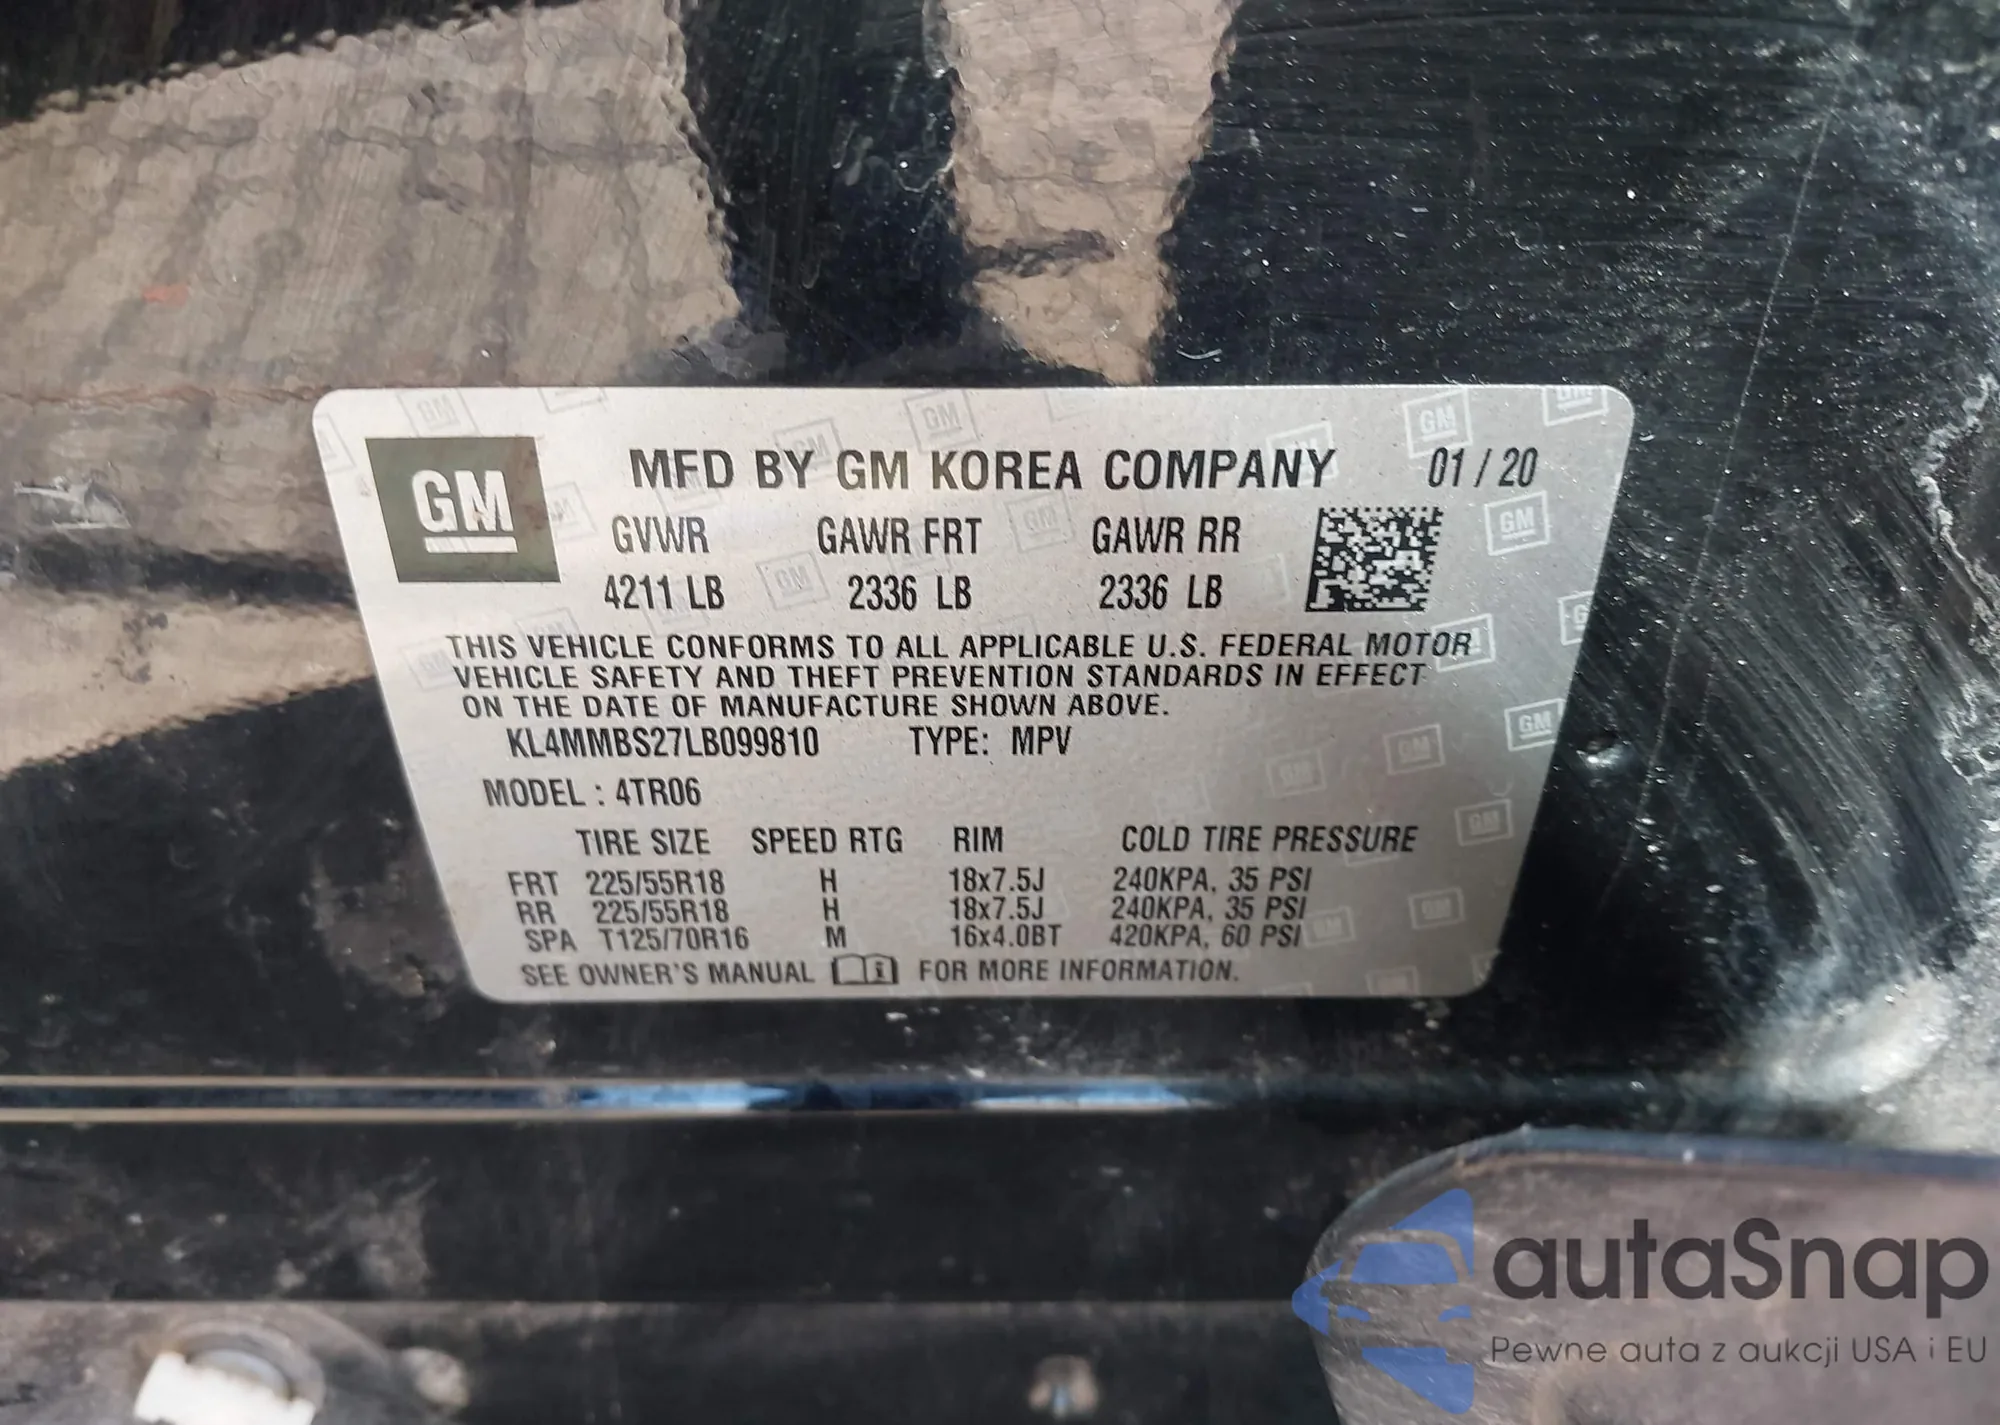 GM
MFD BY GM KOREA COMPANY 01 / 20
GVWR GAWR FRT GAWR RR
4211 LB 2336 LB 2336 LB
THIS VEHICLE CONFORMS TO ALL APPLICABLE U.S. FEDERAL MOTOR
VEHICLE SAFETY AND THEFT PREVENTION STANDARDS IN EFFECT
ON THE DATE OF MANUFACTURE SHOWN ABOVE.
KL4MMBS27LB099810 TYPE: MPV
MODEL : 4TR06
TIRE SIZE SPEED RTG RIM COLD TIRE PRESSURE
FRT 225/55R18 H 18x7.5J 240KPA, 35 PSI
RR 225/55R18 H 18x7.5J 240KPA, 35 PSI
SPA T125/70R16 M 16x4.0BT 420KPA, 60 PSI
SEE OWNER'S MANUAL i FOR MORE INFORMATION.
autaSnap
Pewne auta z aukcji USA i EU